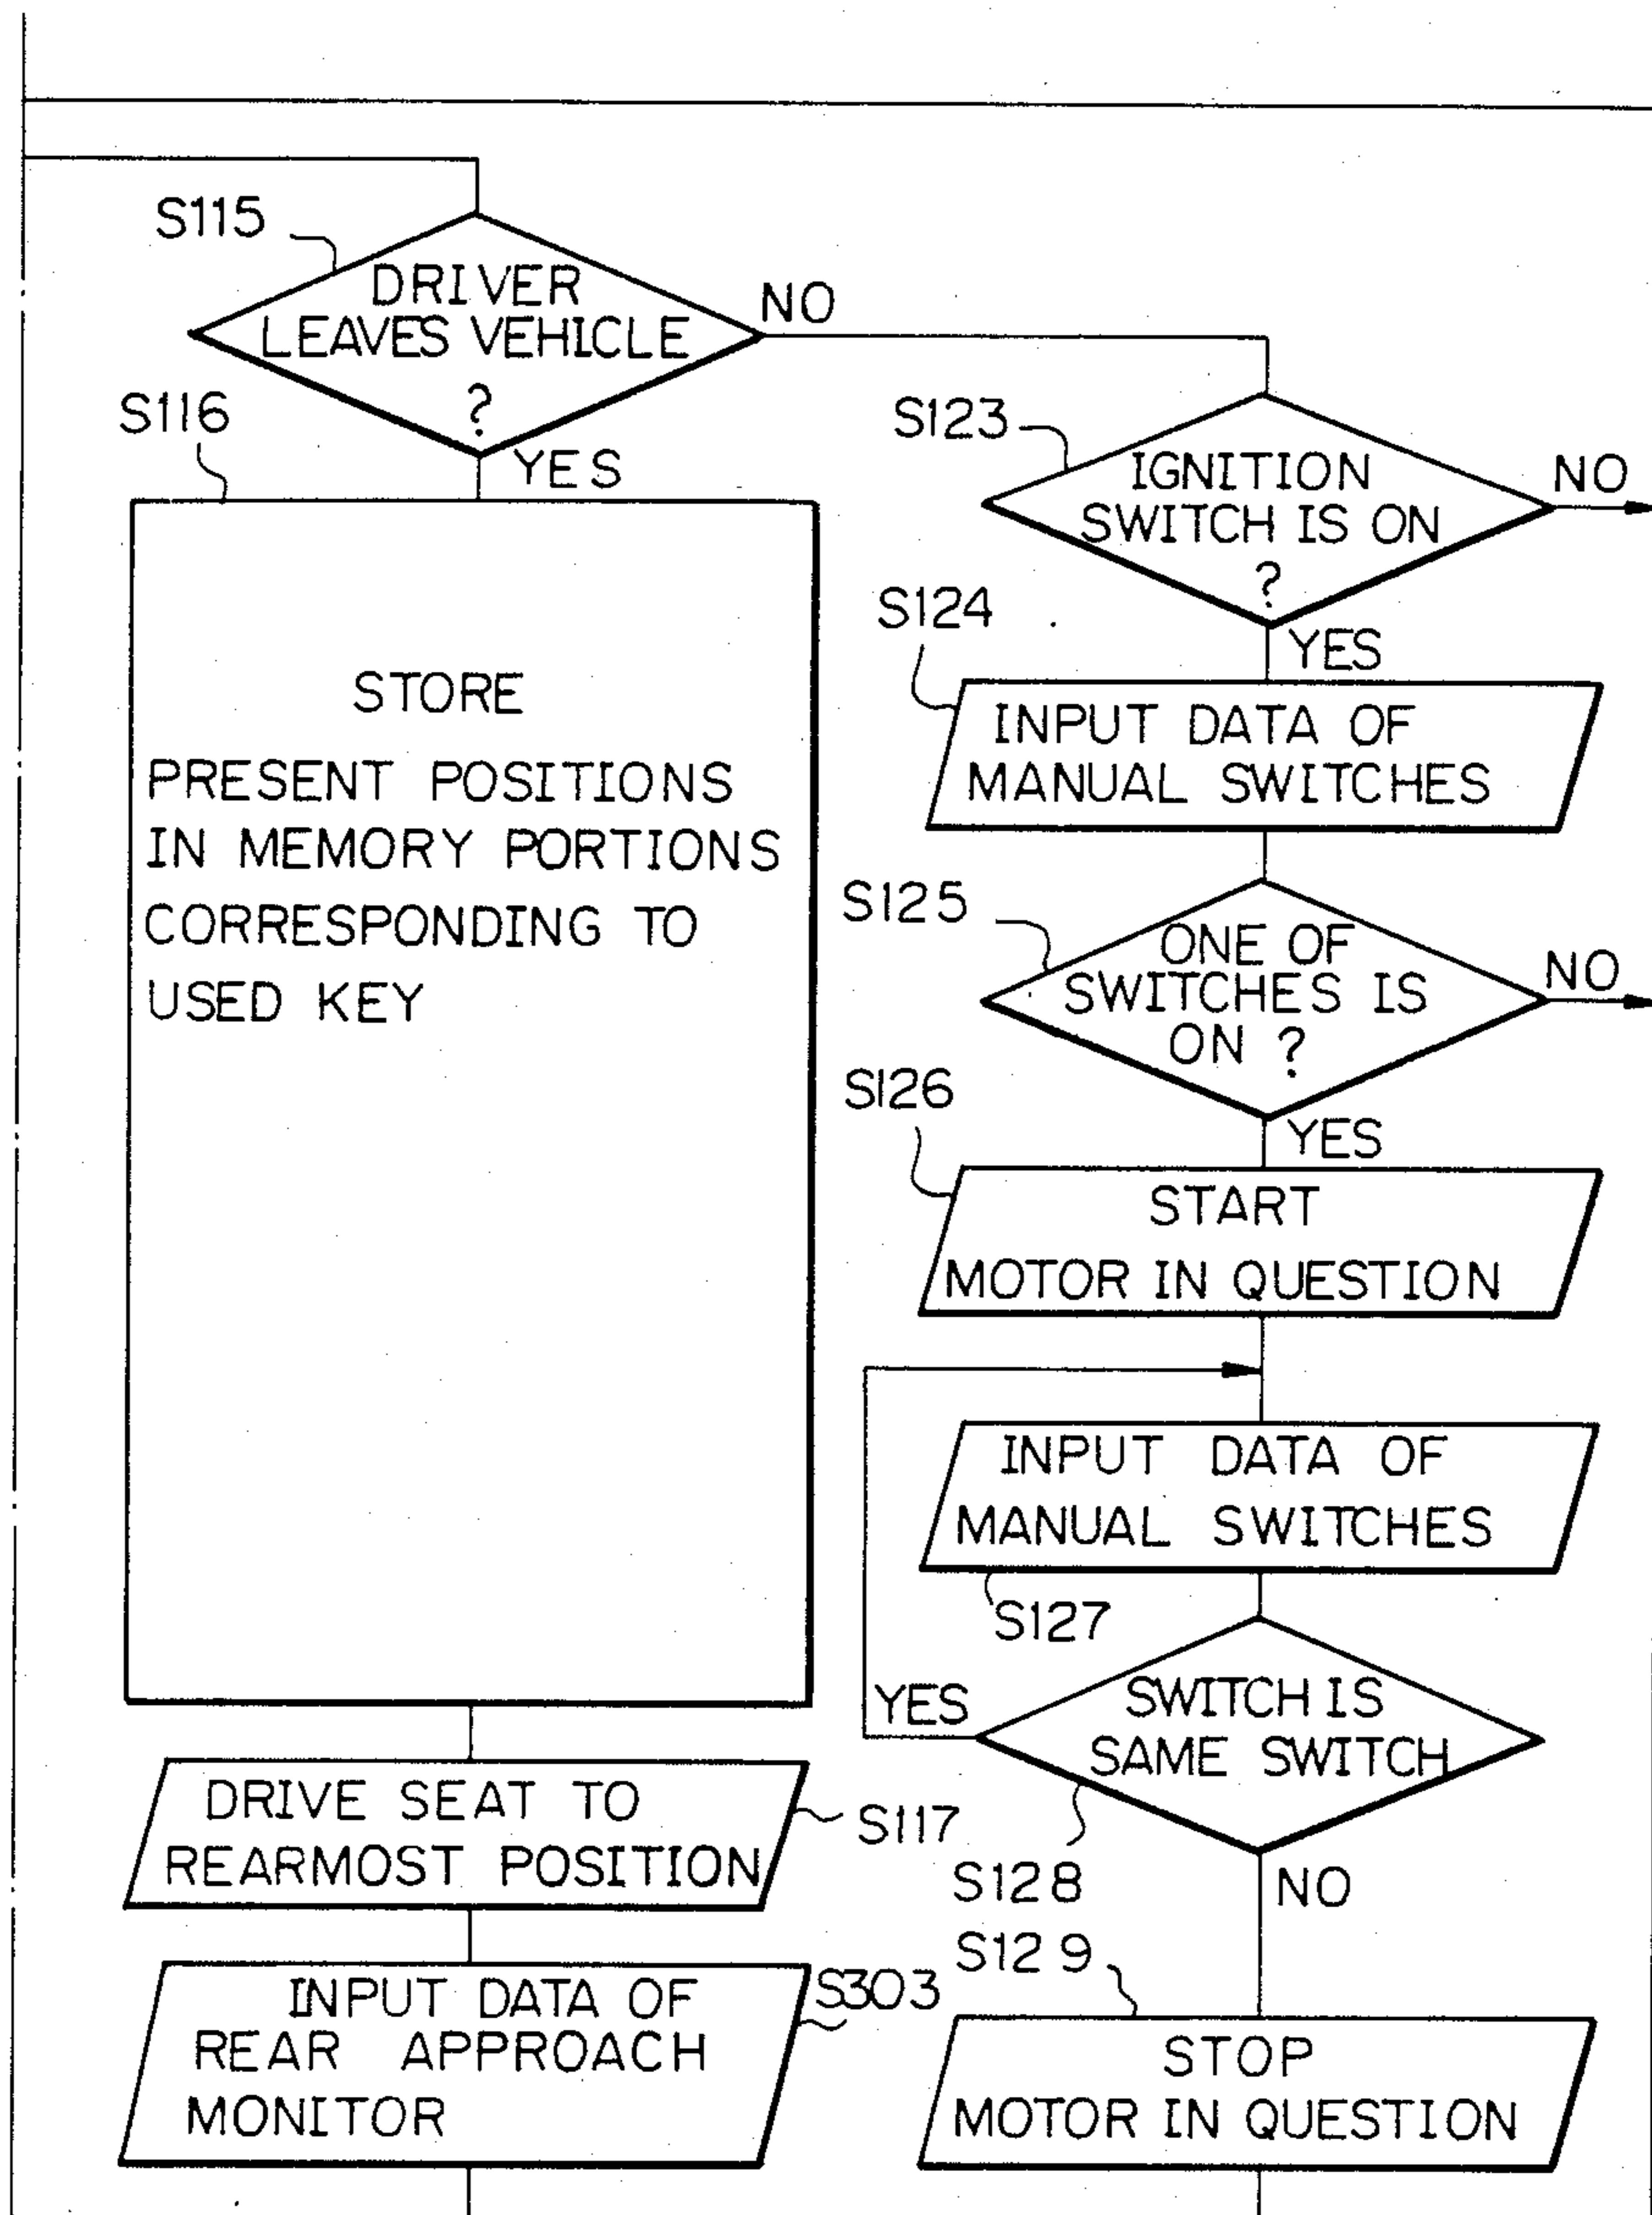 S115
DRIVER
LEAVES VEHICLE
?
NO
YES
S116
STORE
PRESENT POSITIONS
IN MEMORY PORTIONS
CORRESPONDING TO
USED KEY
DRIVE SEAT TO
REARMOST POSITION
S117
INPUT DATA OF
REAR APPROACH
MONITOR
S303
S123
IGNITION
SWITCH IS ON
?
NO
YES
S124
INPUT DATA OF
MANUAL SWITCHES
S125
ONE OF
SWITCHES IS
ON ?
NO
YES
S126
START
MOTOR IN QUESTION
INPUT DATA OF
MANUAL SWITCHES
S127
SWITCH IS
SAME SWITCH
YES
S128
NO
S129
STOP
MOTOR IN QUESTION